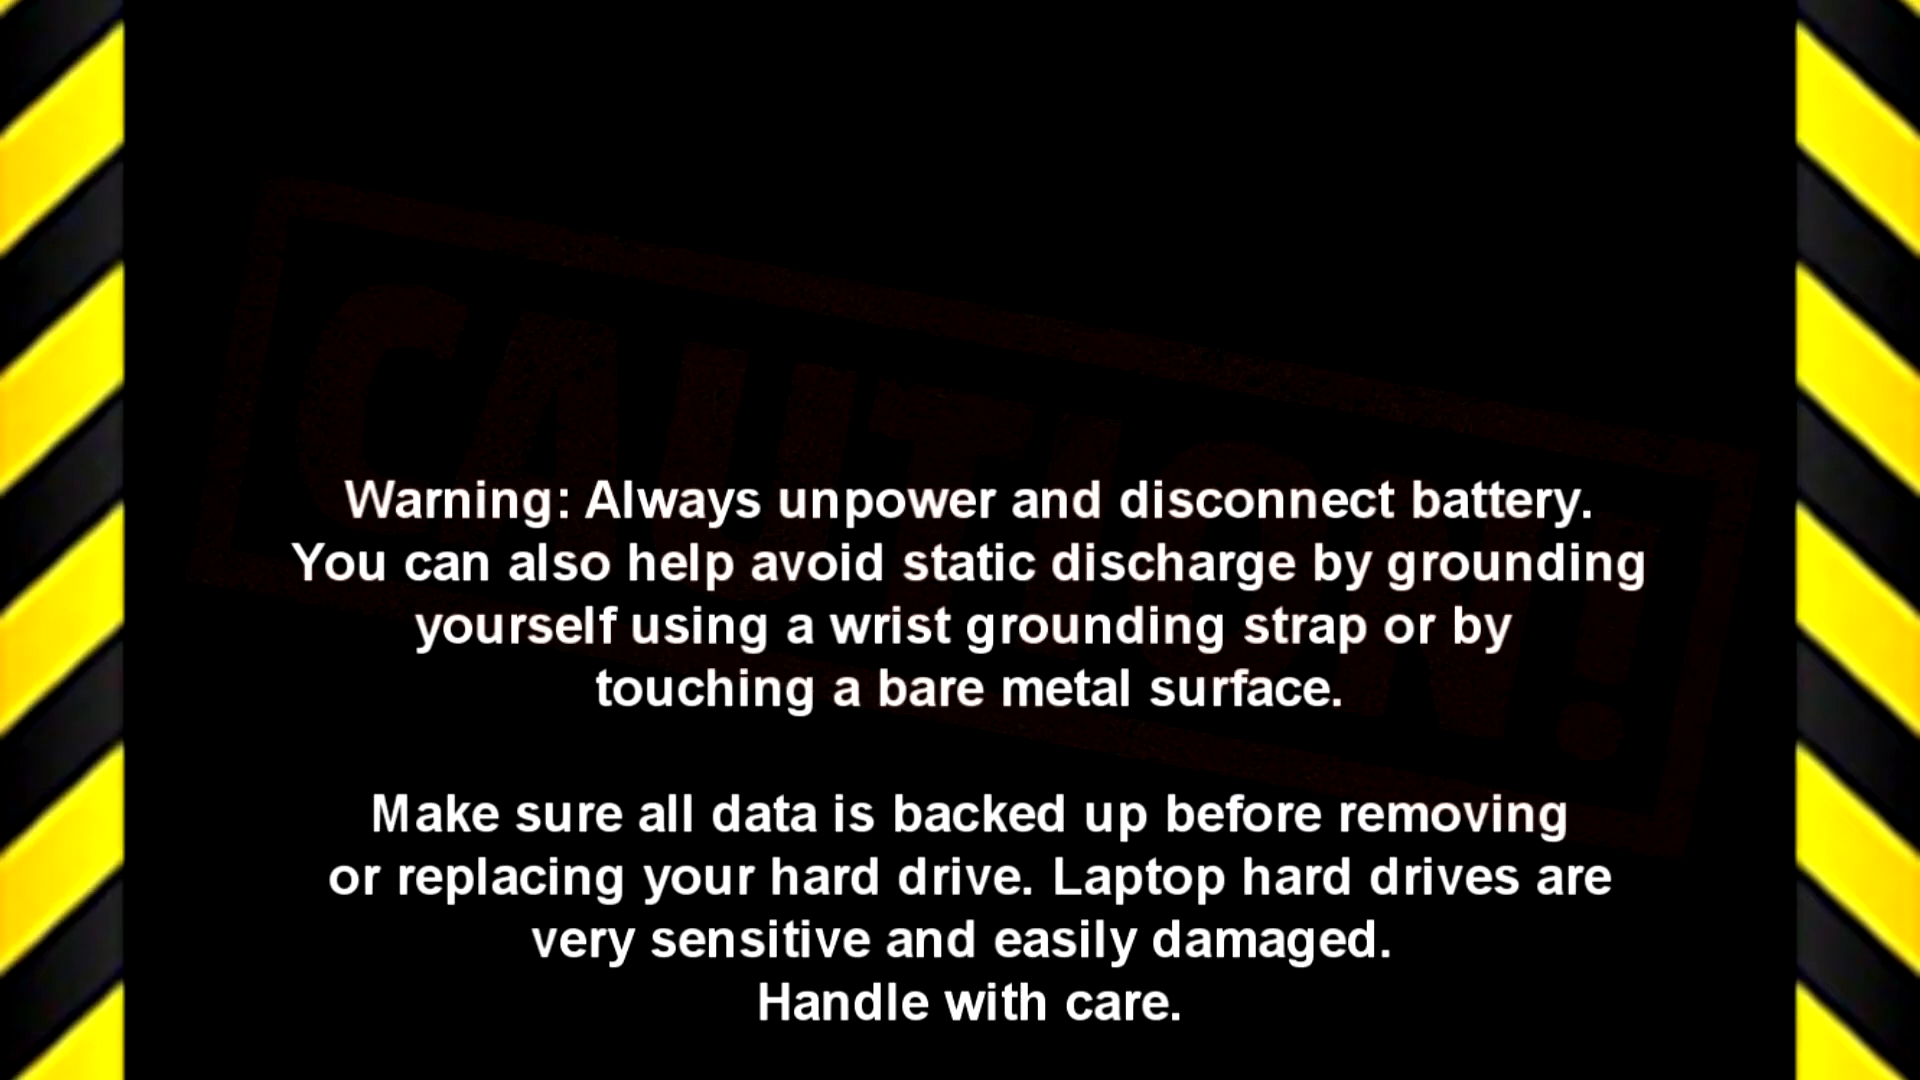 CAUTION!
Warning: Always unpower and disconnect battery.
You can also help avoid static discharge by grounding
yourself using a wrist grounding strap or by
touching a bare metal surface.
Make sure all data is backed up before removing
or replacing your hard drive. Laptop hard drives are
very sensitive and easily damaged.
Handle with care.